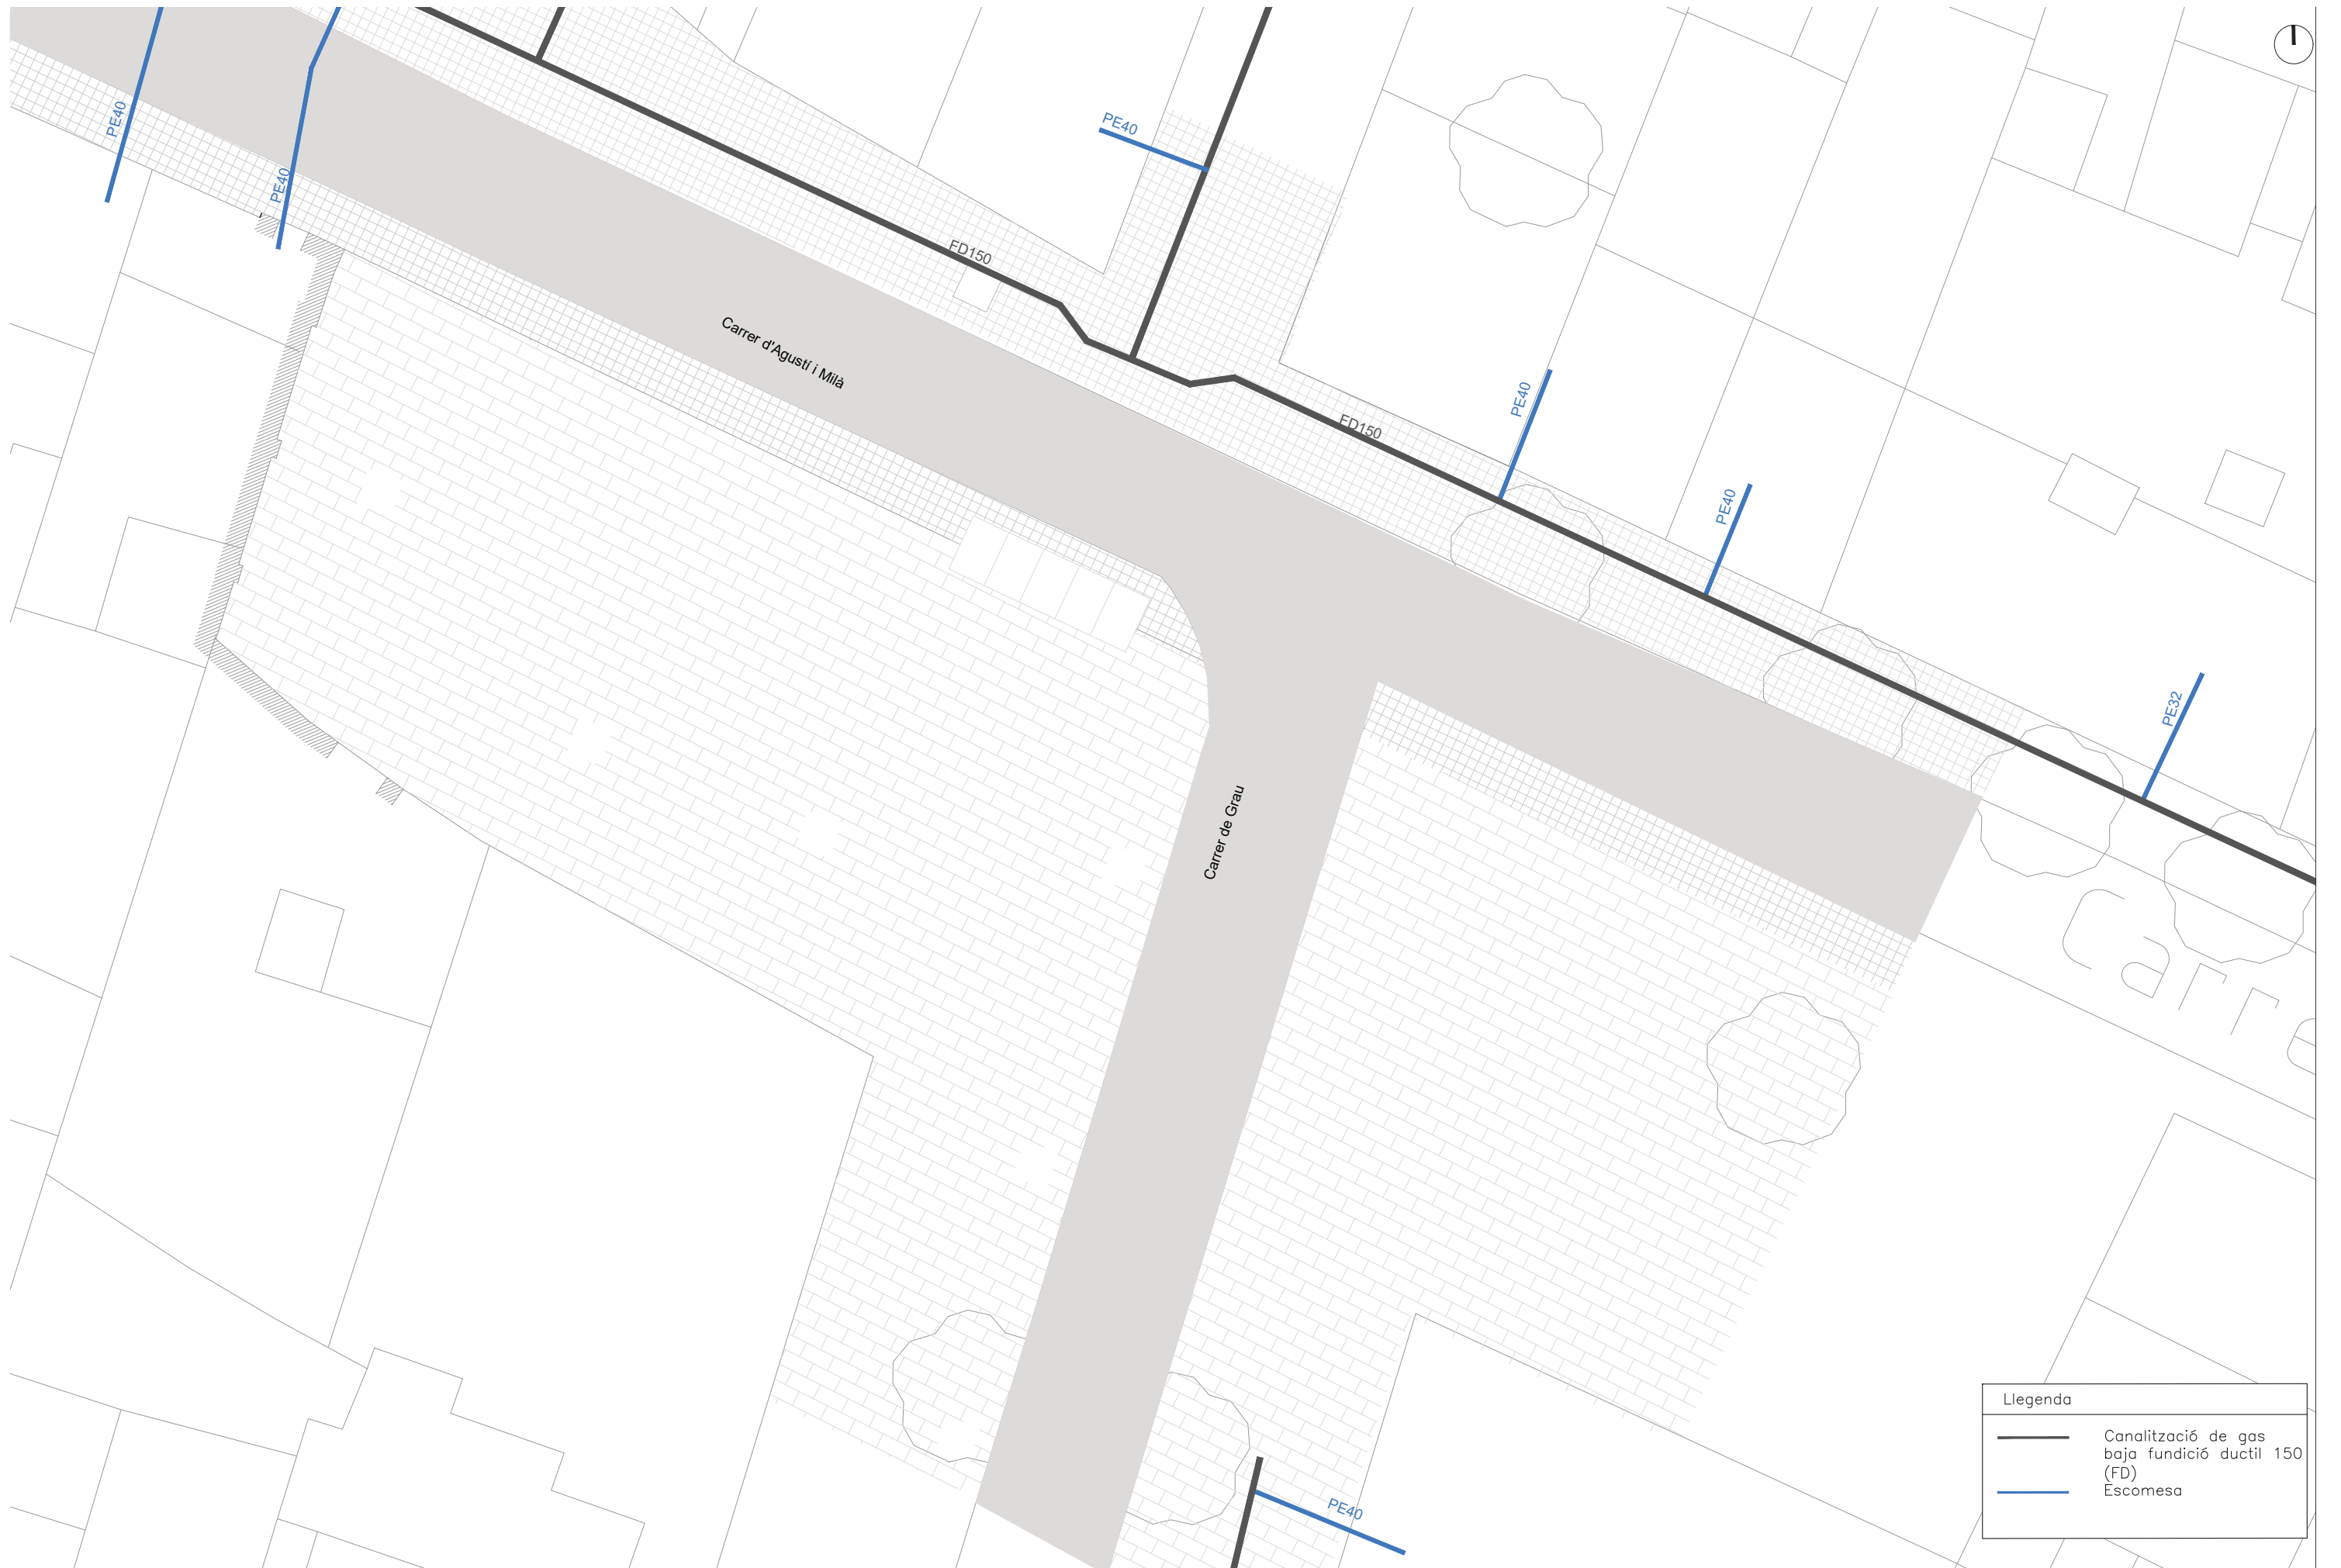 PE40
PE40
PE40
FD150
Carrer d'Agustí i Milà
PE40
FD150
PE40
PE32
Carrer de Grau
Carre
PE40
Llegenda
Canalització de gas
baja fundició ductil 150
(FD)
Escomesa